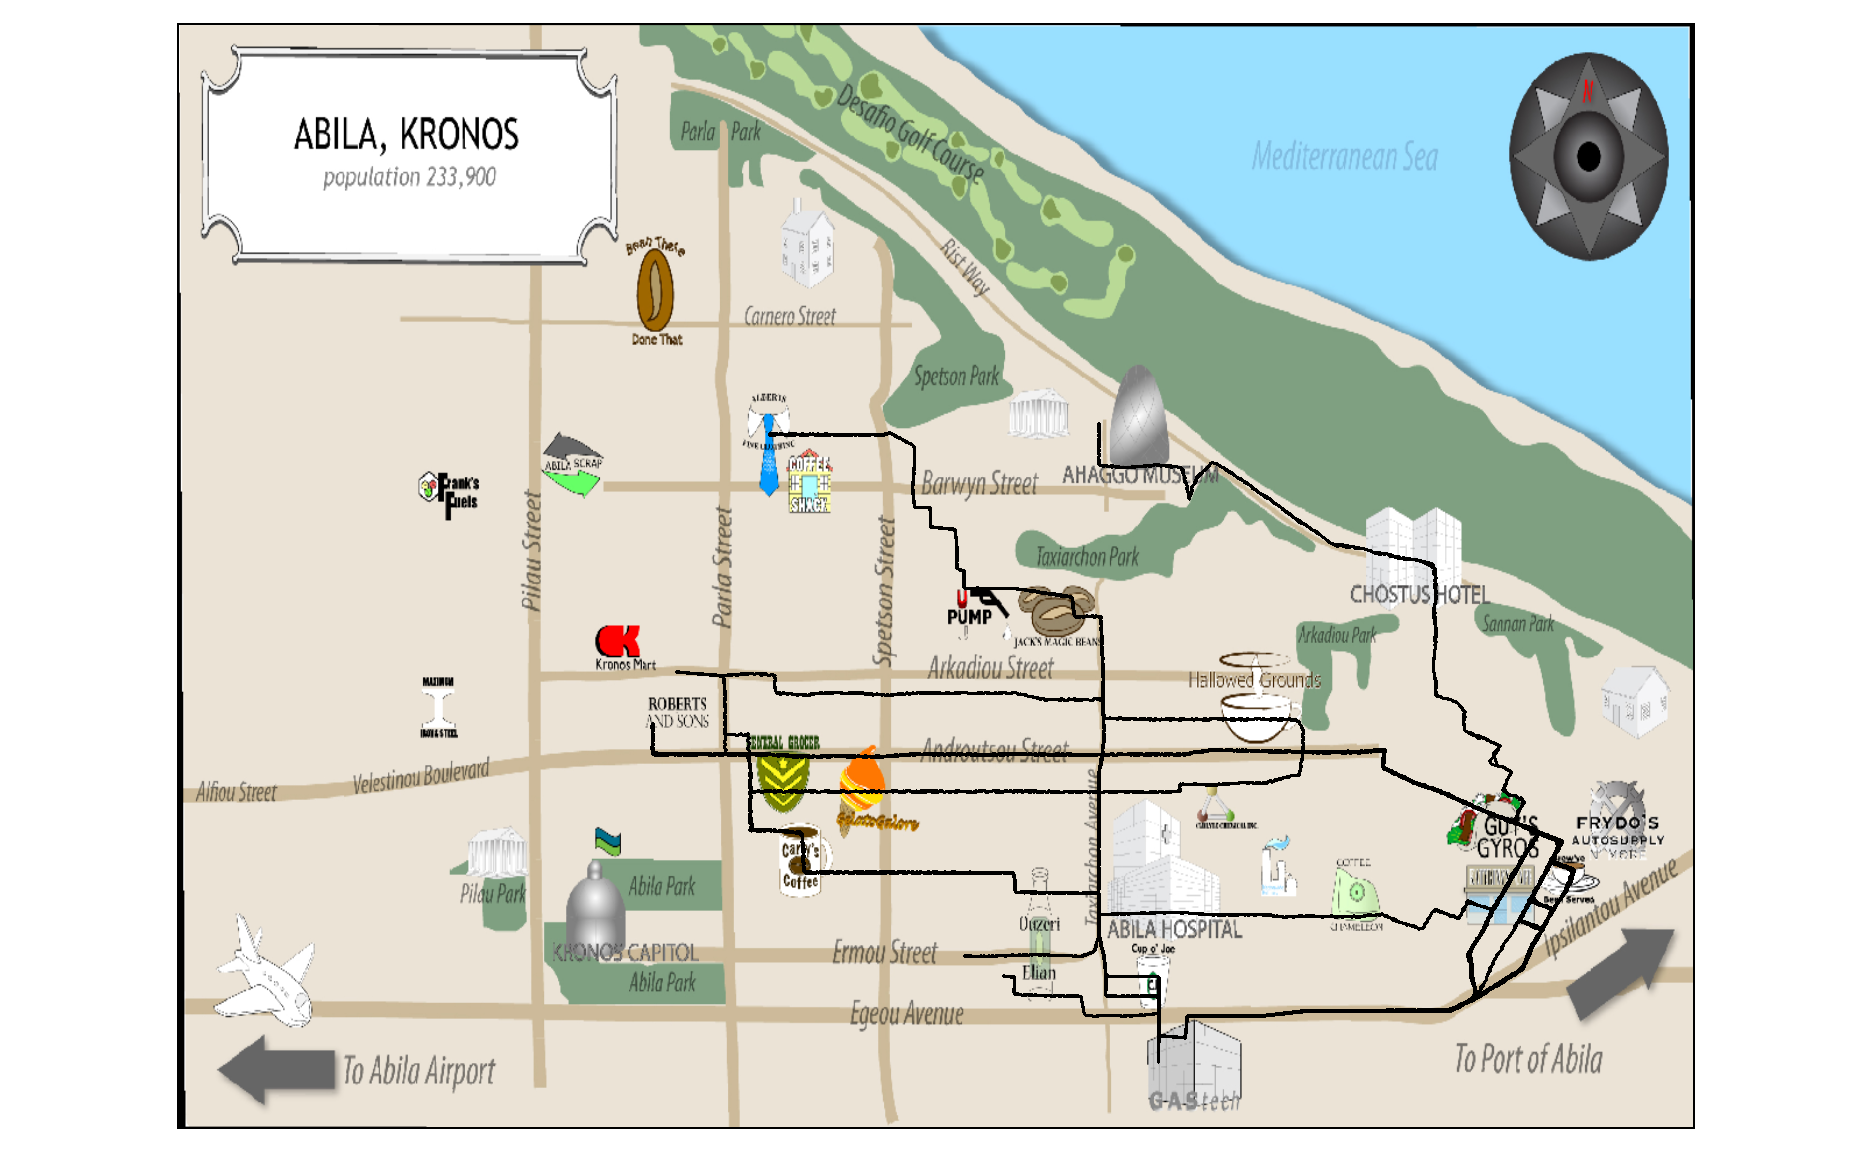 ABILA, KRONOS
population 233,900
N
Mediterranean Sea
Desafio Golf Course
Parla Park
Rist Way
Bean There
Done That
Carnero Street
Spetson Park
ALBERTS
FINE CLOTHING
ABILA SCRAP
COFFEE
SHACK
Frank's
Fuels
Barwyn Street
AHAGGO MUSEUM
Pilau Street
Parla Street
Spetson Street
Taxiarchon Park
CHOSTUS HOTEL
U
PUMP
JACK'S MAGIC BEAN
Arkadiou Park
Sannan Park
Kronos Mart
Arkadiou Street
Hallowed Grounds
MAXIMUM
IRON & STEEL
ROBERTS
AND SONS
GENERAL GROCER
Androutsou Street
Velestinou Boulevard
Gelato Galore
Taxiarchon Avenue
CARLYLE CHEMICAL INC.
GUY'S
GYROS
FRYDO'S
AUTOSUPPLY
N' MORE
Carly's
Coffee
COFFEE
CHAMELEON
Brew've
Been Served
Pilau Park
Abila Park
Ouzeri
Elian
ABILA HOSPITAL
Cup o' Joe
Ipsilantou Avenue
KRONOS CAPITOL
Ermou Street
Abila Park
Egeou Avenue
To Abila Airport
To Port of Abila
GAStech